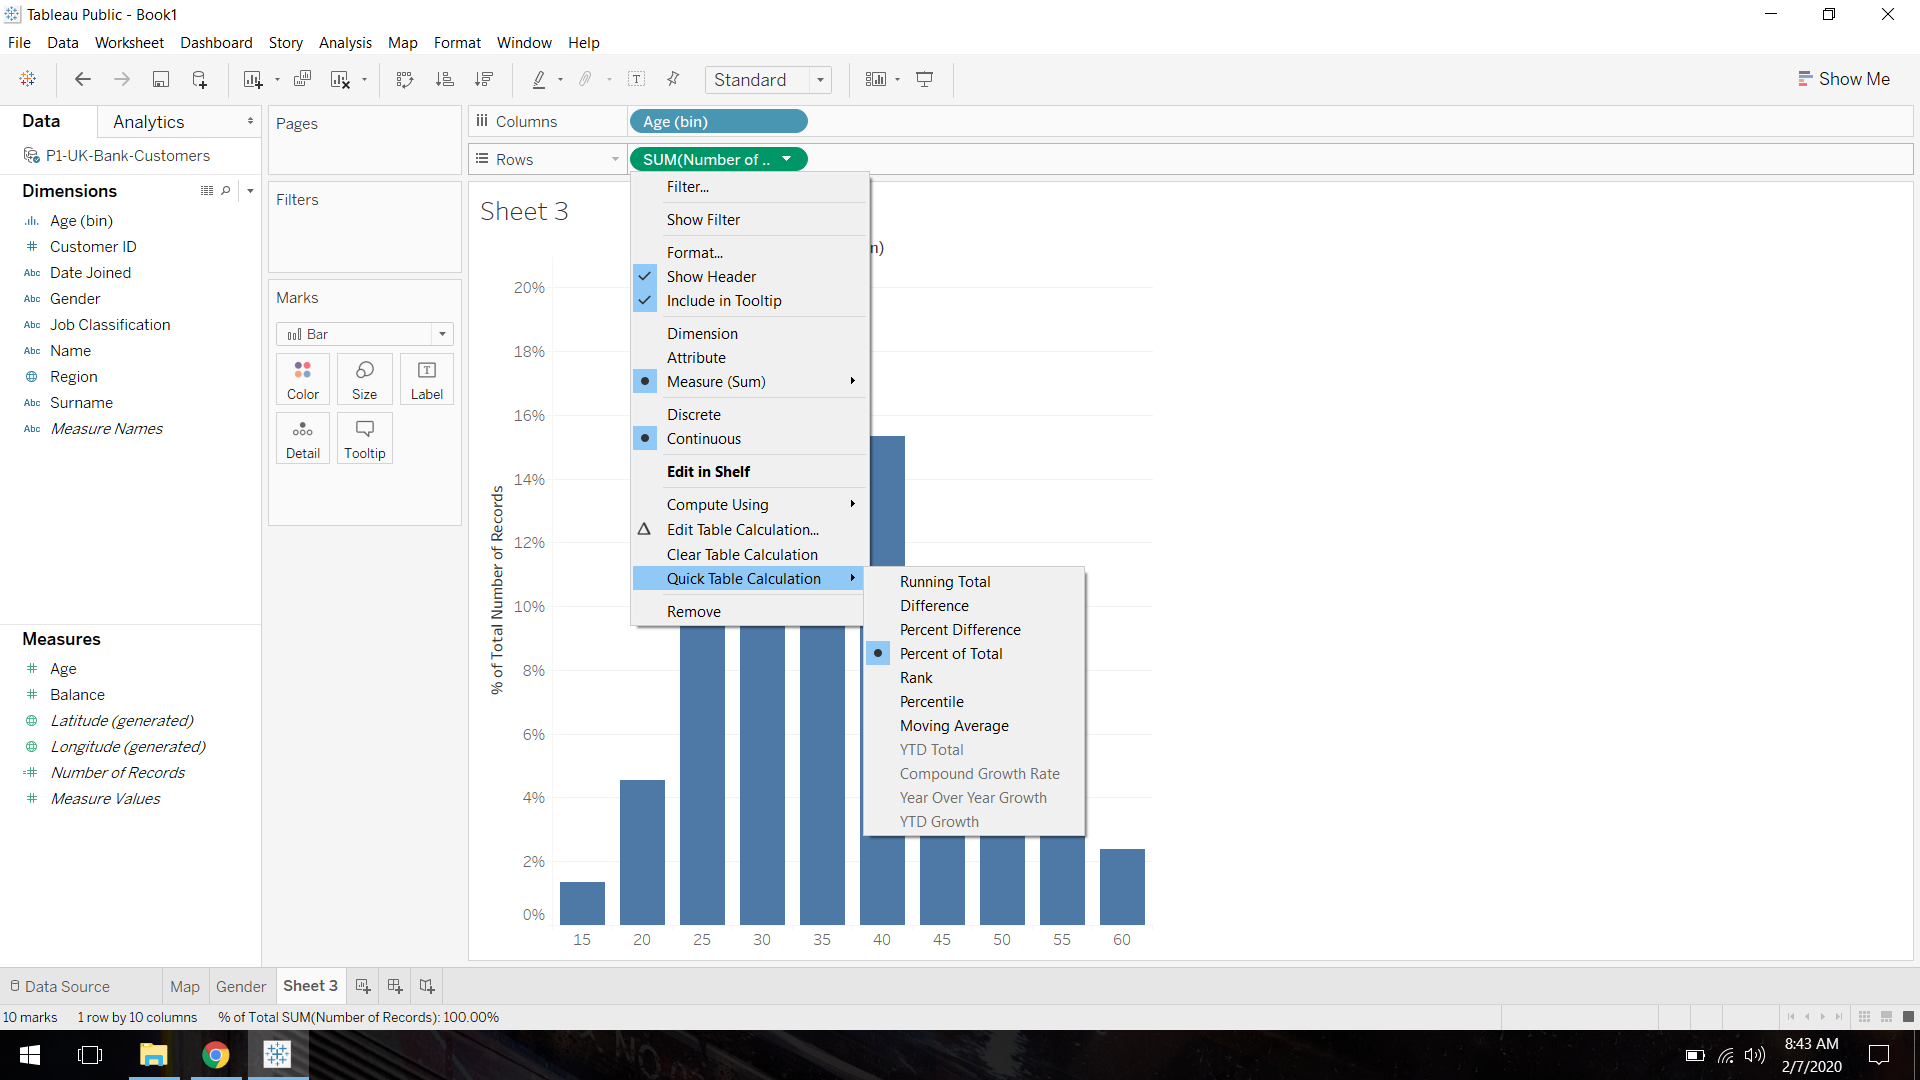 Tableau Public - Book1
File Data Worksheet Dashboard Story Analysis Map Format Window Help
Standard
Show Me
Data
Analytics
P1-UK-Bank-Customers
Dimensions
Age (bin)
Customer ID
Abc Date Joined
Abc Gender
Abc Job Classification
Abc Name
Region
Abc Surname
Abc Measure Names
Measures
Age
Balance
Latitude (generated)
Longitude (generated)
Number of Records
Measure Values
Pages
Filters
Marks
Bar
Color
Size
Label
Detail
Tooltip
Columns
Age (bin)
Rows
SUM(Number of ..
Sheet 3
n)
% of Total Number of Records
20%
18%
16%
14%
12%
10%
8%
6%
4%
2%
0%
15 20 25 30 35 40 45 50 55 60
Filter...
Show Filter
Format...
Show Header
Include in Tooltip
Dimension
Attribute
Measure (Sum)
Discrete
Continuous
Edit in Shelf
Compute Using
Edit Table Calculation...
Clear Table Calculation
Quick Table Calculation
Remove
Running Total
Difference
Percent Difference
Percent of Total
Rank
Percentile
Moving Average
YTD Total
Compound Growth Rate
Year Over Year Growth
YTD Growth
Data Source
Map
Gender
Sheet 3
10 marks 1 row by 10 columns % of Total SUM(Number of Records): 100.00%
8:43 AM
2/7/2020